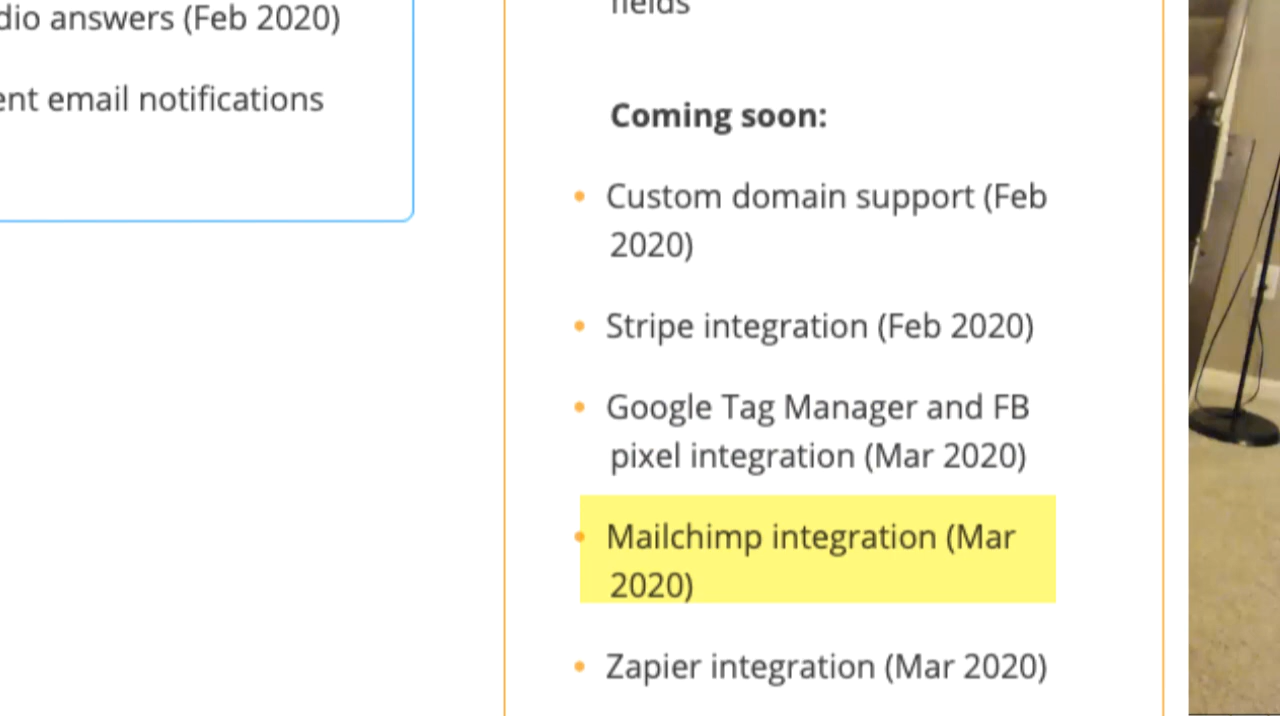 dio answers (Feb 2020)
ent email notifications
fields
Coming soon:
Custom domain support (Feb
2020)
Stripe integration (Feb 2020)
Google Tag Manager and FB
pixel integration (Mar 2020)
Mailchimp integration (Mar
2020)
Zapier integration (Mar 2020)